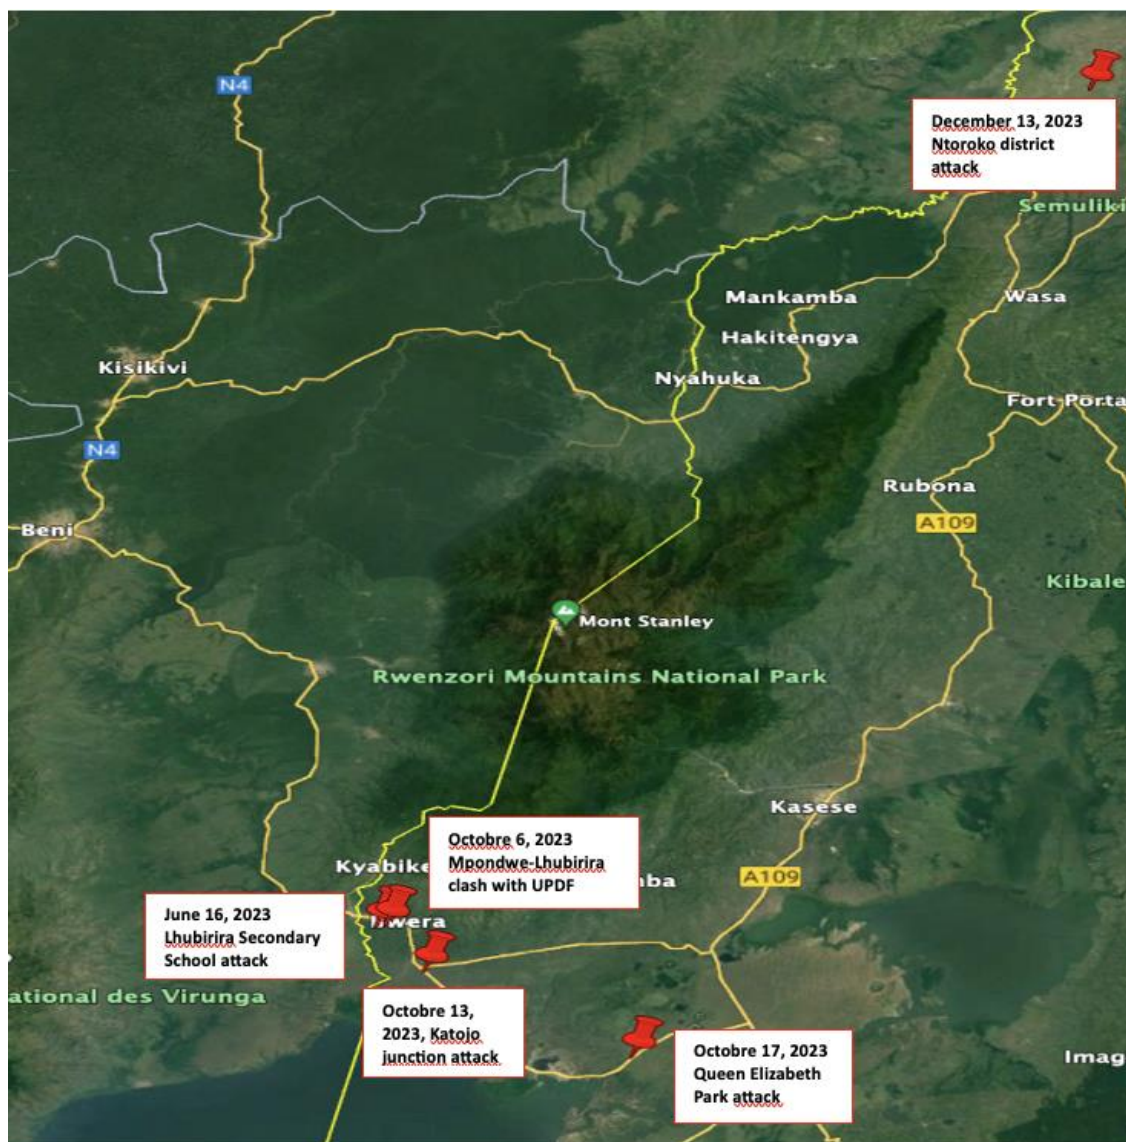 N4
December 13, 2023
Ntoroko district
attack
Semuliki
Mankamba
Wasa
Hakitengya
Kisikivi
Nyahuka
Fort Porta
N4
Rubona
A109
Beni
Kibale
Mont Stanley
Rwenzori Mountains National Park
Kasese
Octobre 6, 2023
Mpondwe-Lhubirira
clash with UPDF
Kyabike
mba
A109
June 16, 2023
Lhubirira Secondary
School attack
wera
ational des Virunga
Octobre 13,
2023, Katojo
junction attack
Octobre 17, 2023
Queen Elizabeth
Park attack
Imag